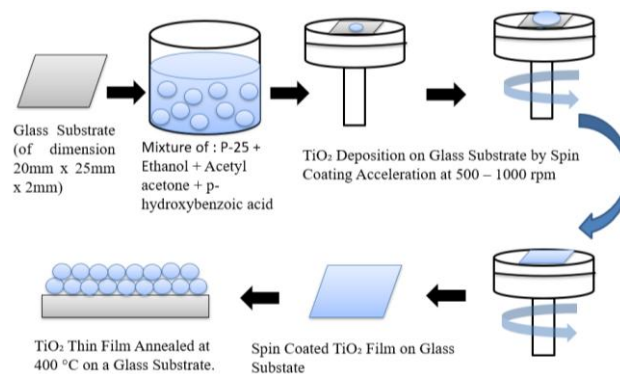 Glass Substrate
(of dimension
20mm x 25mm
x 2mm)
Mixture of : P-25 +
Ethanol + Acetyl
acetone + p-
hydroxybenzoic acid
TiO₂ Deposition on Glass Substrate by Spin
Coating Acceleration at 500 – 1000 rpm
TiO₂ Thin Film Annealed at
400 °C on a Glass Substrate.
Spin Coated TiO₂ Film on Glass
Substate